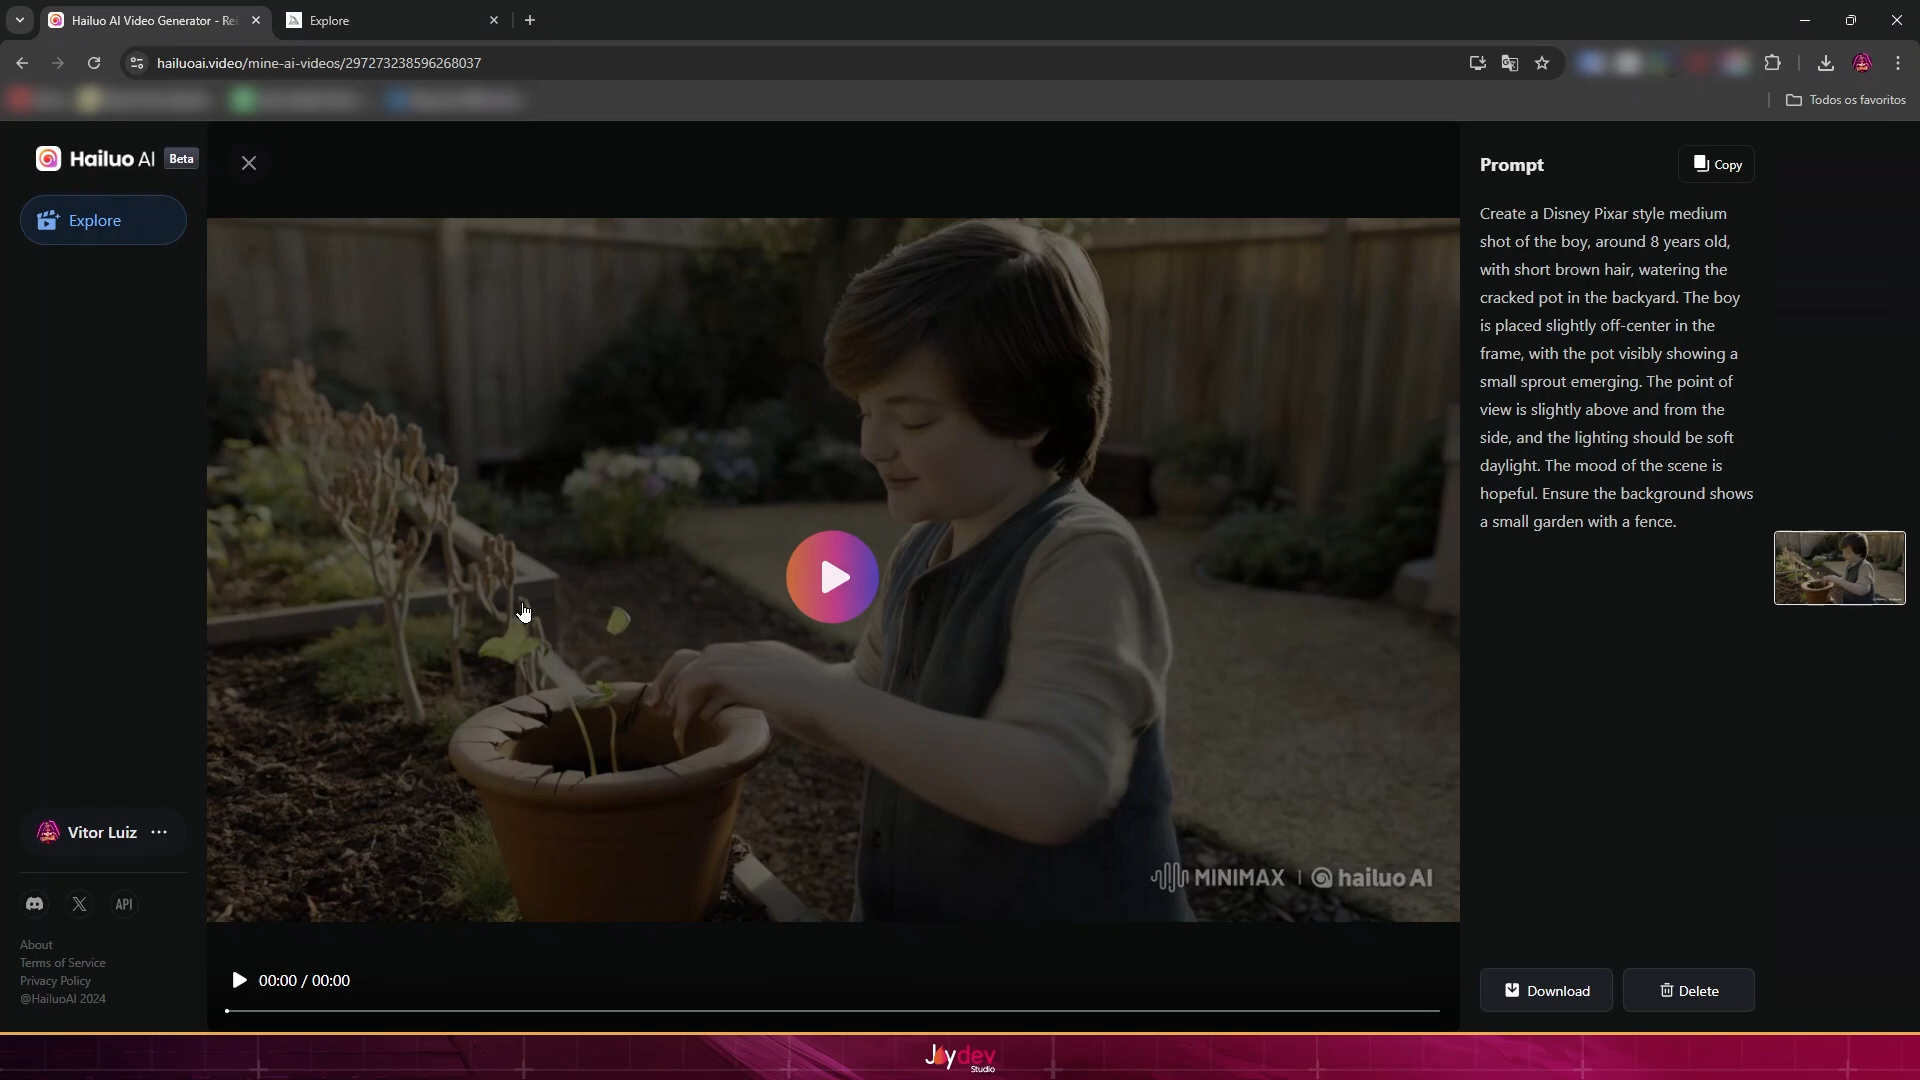 Hailuo AI Video Generator - Rei
Explore
hailuoai.video/mine-ai-videos/297273238596268037
Todos os favoritos
Hailuo AI Beta
Explore
Vitor Luiz
API
About
Terms of Service
Privacy Policy
@HailuoAI 2024
MINIMAX | hailuo AI
00:00 / 00:00
Prompt
Copy
Create a Disney Pixar style medium
shot of the boy, around 8 years old,
with short brown hair, watering the
cracked pot in the backyard. The boy
is placed slightly off-center in the
frame, with the pot visibly showing a
small sprout emerging. The point of
view is slightly above and from the
side, and the lighting should be soft
daylight. The mood of the scene is
hopeful. Ensure the background shows
a small garden with a fence.
Download
Delete
Joydev
Studio